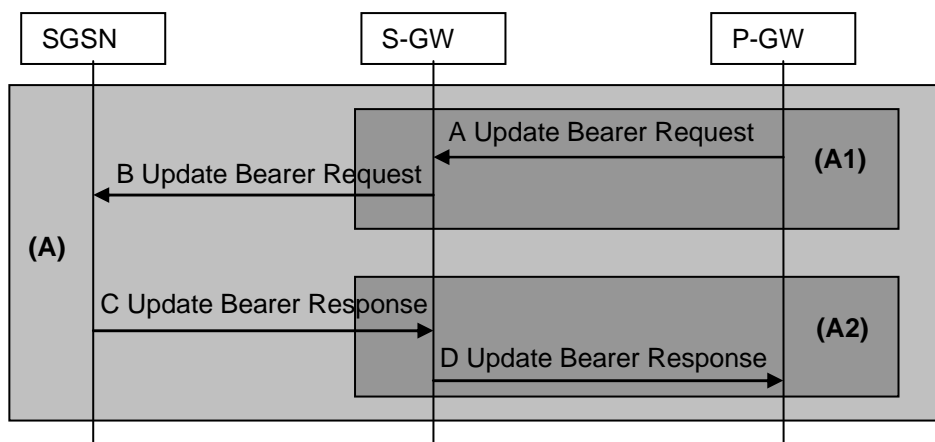 SGSN
S-GW
P-GW
A Update Bearer Request
(A1)
B Update Bearer Request
(A)
C Update Bearer Response
(A2)
D Update Bearer Response